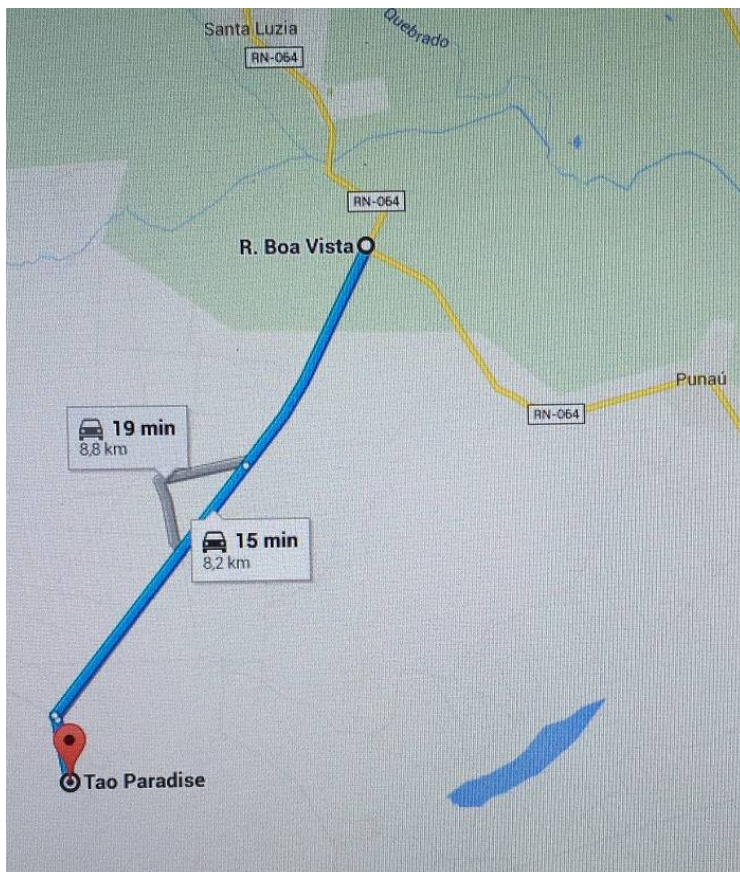 Quebrado
Santa Luzia
RN-064
RN-064
R. Boa Vista
Punaú
RN-064
19 min
8,8 km
15 min
8,2 km
Tao Paradise